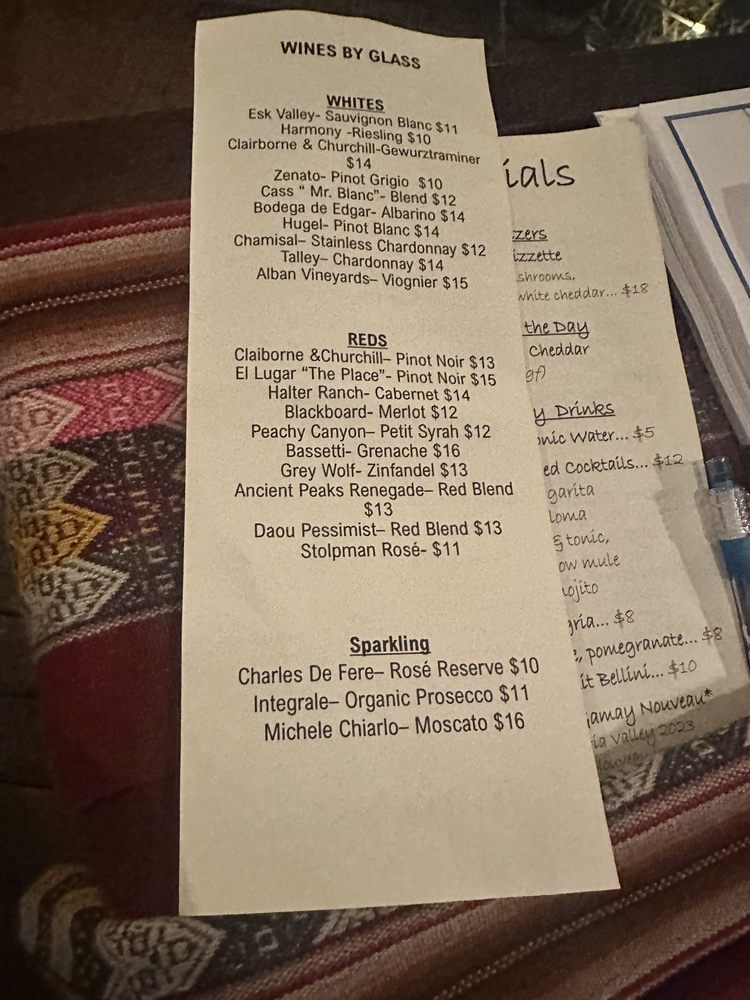 WINES BY GLASS
WHITES
Esk Valley- Sauvignon Blanc $11
Harmony -Riesling $10
Clairborne & Churchill-Gewurztraminer
$14
Zenato- Pinot Grigio $10
Cass “ Mr. Blanc”- Blend $12
Bodega de Edgar- Albarino $14
Hugel- Pinot Blanc $14
Chamisal– Stainless Chardonnay $12
Talley– Chardonnay $14
Alban Vineyards– Viognier $15
REDS
Claiborne &Churchill– Pinot Noir $13
El Lugar “The Place”- Pinot Noir $15
Halter Ranch- Cabernet $14
Blackboard- Merlot $12
Peachy Canyon– Petit Syrah $12
Bassetti- Grenache $16
Grey Wolf- Zinfandel $13
Ancient Peaks Renegade– Red Blend
$13
Daou Pessimist– Red Blend $13
Stolpman Rosé- $11
Sparkling
Charles De Fere– Rosé Reserve $10
Integrale– Organic Prosecco $11
Michele Chiarlo– Moscato $16
ials
zzers
izzette
shrooms,
white cheddar... $18
the Day
Cheddar
gf)
y Drinks
onic Water... $5
ed Cocktails... $12
garita
loma
& tonic,
ow mule
ojito
gria... $8
, pomegranate... $8
it Bellini... $10
jamay Nouveau*
ia Valley 2023